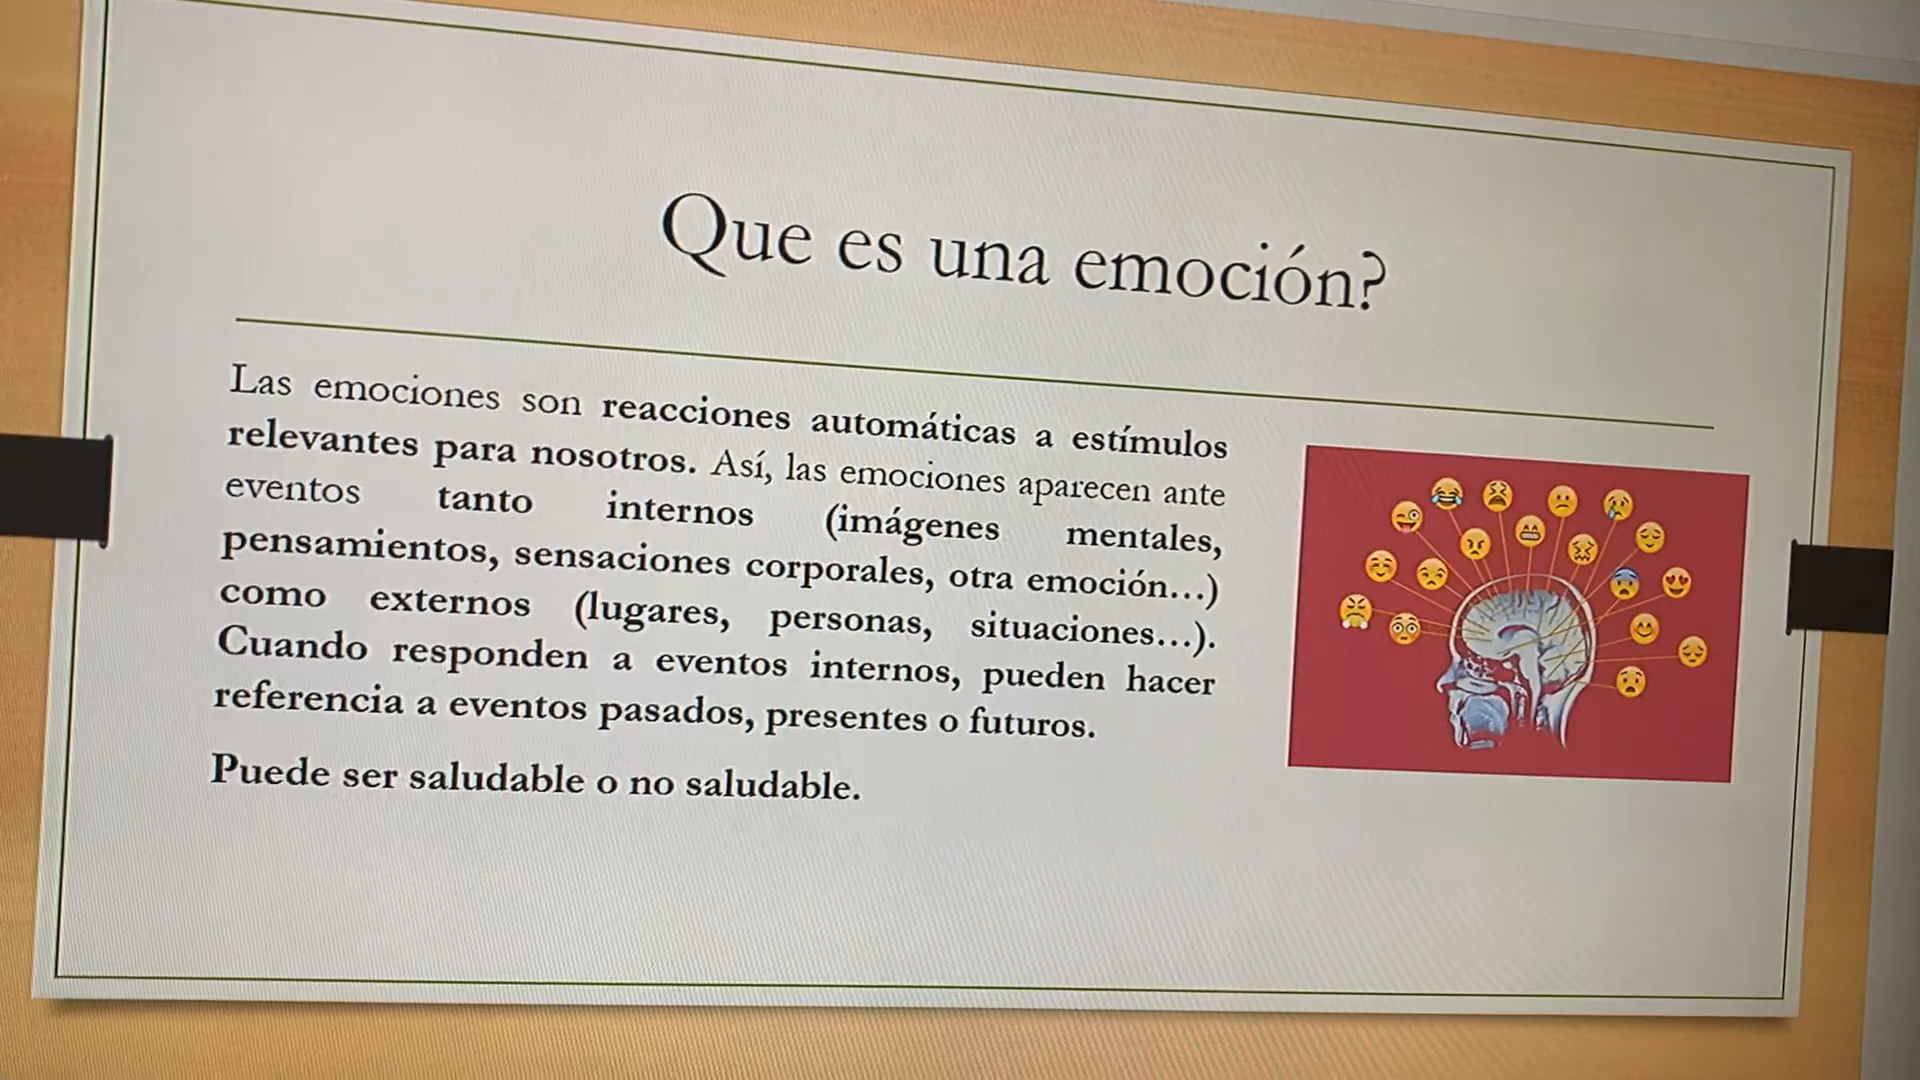 Que es una emoción?
Las emociones son reacciones automáticas a estímulos
relevantes para nosotros. Así, las emociones aparecen ante
eventos tanto internos (imágenes mentales,
pensamientos, sensaciones corporales, otra emoción…)
como externos (lugares, personas, situaciones…).
Cuando responden a eventos internos, pueden hacer
referencia a eventos pasados, presentes o futuros.
Puede ser saludable o no saludable.